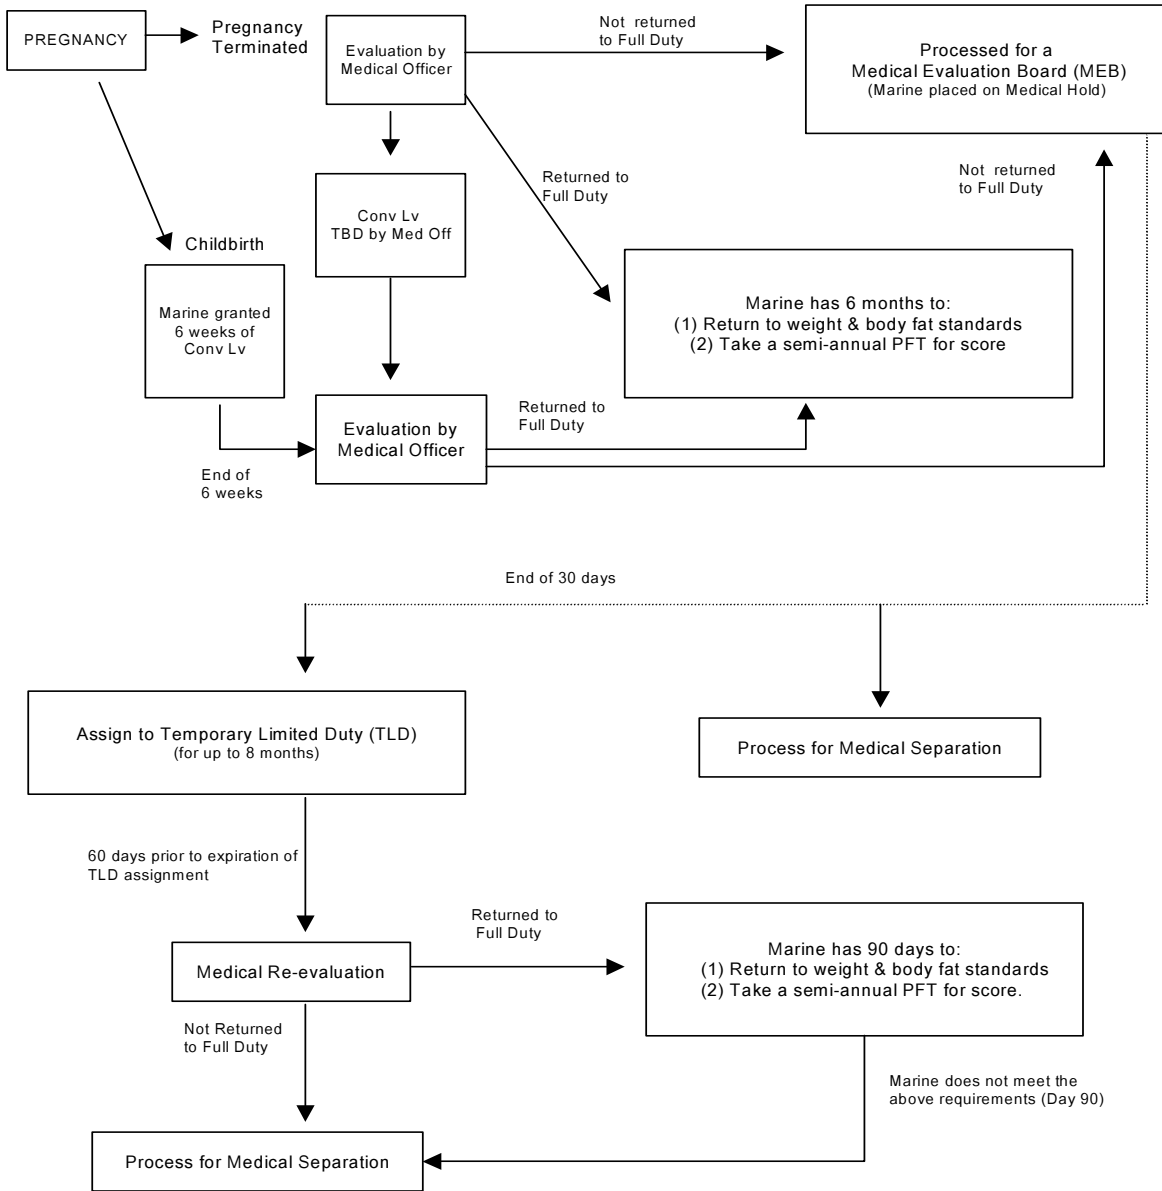 PREGNANCY
Pregnancy
Terminated
Evaluation by
Medical Officer
Not returned
to Full Duty
Processed for a
Medical Evaluation Board (MEB)
(Marine placed on Medical Hold)
Returned to
Full Duty
Not returned
to Full Duty
Conv Lv
TBD by Med Off
Childbirth
Marine granted
6 weeks of
Conv Lv
Marine has 6 months to:
(1) Return to weight & body fat standards
(2) Take a semi-annual PFT for score
End of
6 weeks
Evaluation by
Medical Officer
Returned to
Full Duty
End of 30 days
Assign to Temporary Limited Duty (TLD)
(for up to 8 months)
Process for Medical Separation
60 days prior to expiration of
TLD assignment
Medical Re-evaluation
Returned to
Full Duty
Marine has 90 days to:
(1) Return to weight & body fat standards
(2) Take a semi-annual PFT for score.
Not Returned
to Full Duty
Marine does not meet the
above requirements (Day 90)
Process for Medical Separation